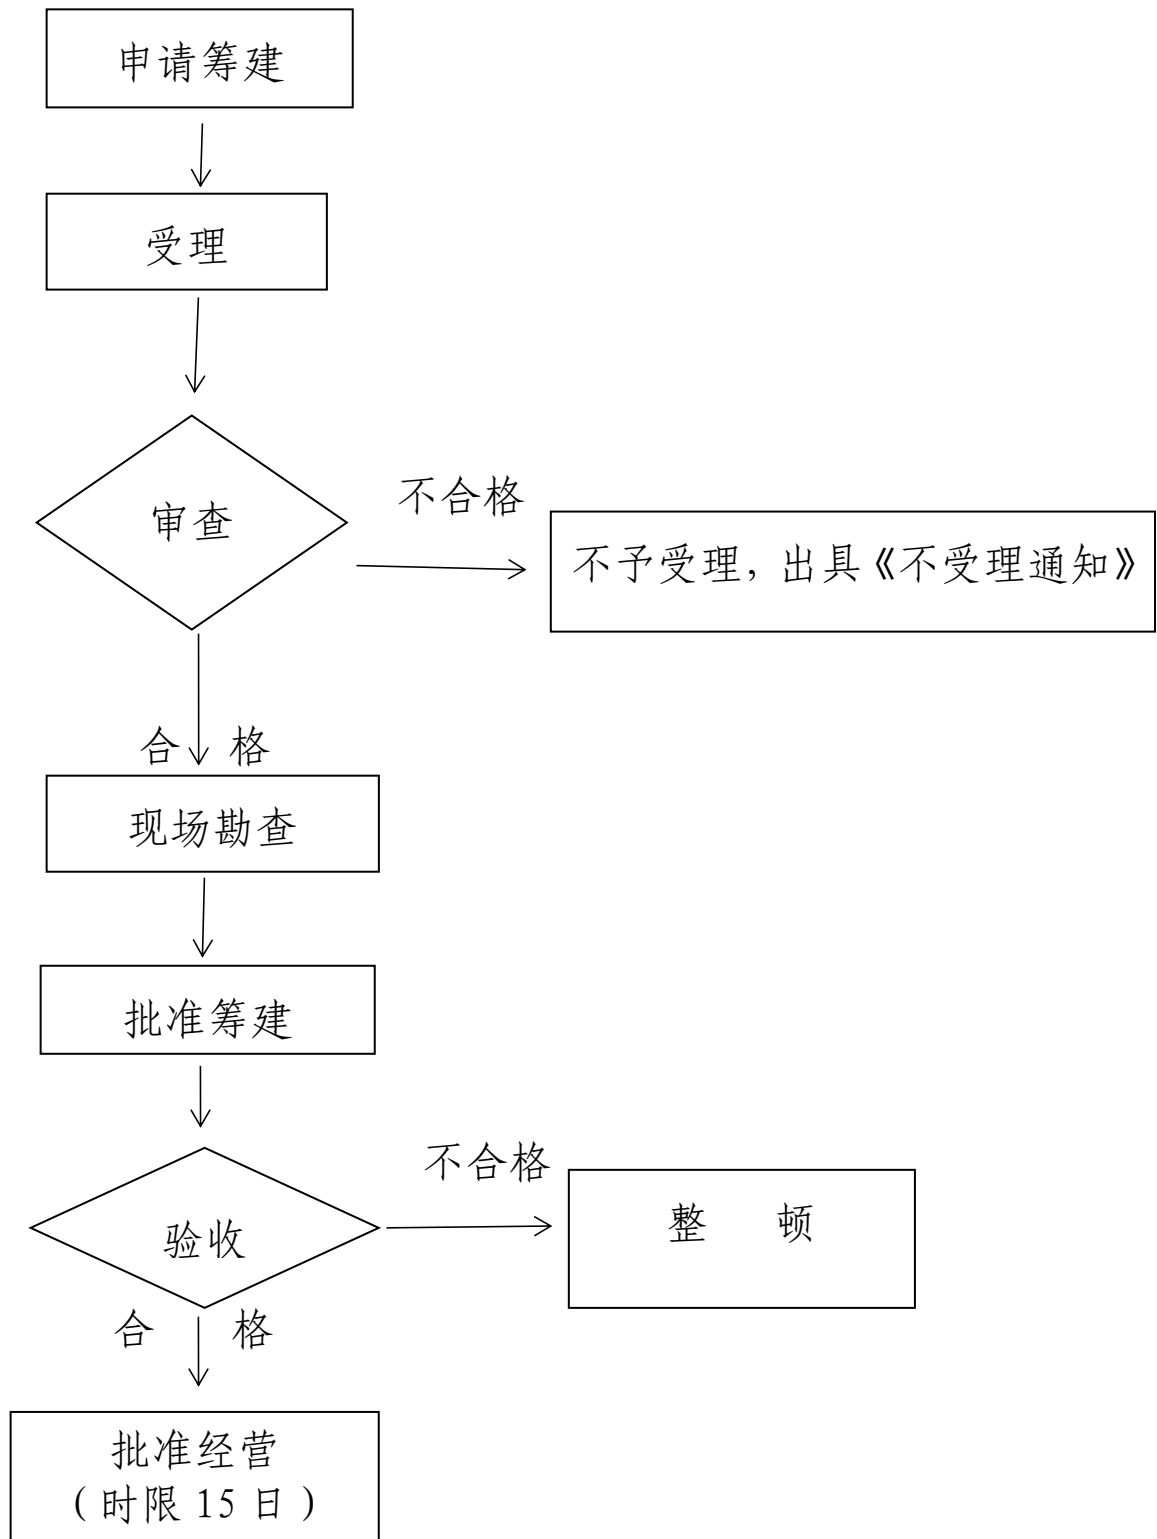 申请筹建
受理
审查
不合格
不予受理，出具《不受理通知》
合 格
现场勘查
批准筹建
验收
不合格
整 顿
合 格
批准经营
（时限 15 日）